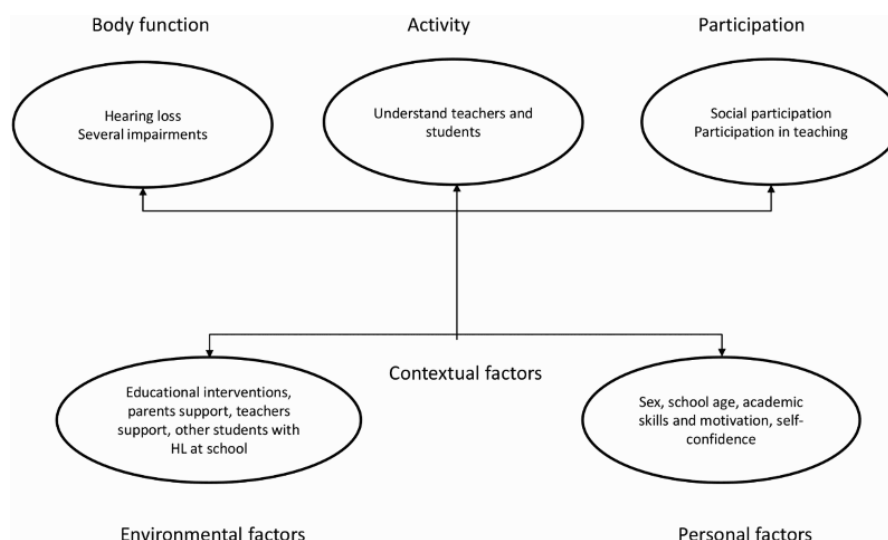 Body function
Activity
Participation
Hearing loss
Several impairments
Understand teachers and
students
Social participation
Participation in teaching
Contextual factors
Educational interventions,
parents support, teachers
support, other students with
HL at school
Sex, school age, academic
skills and motivation, self-
confidence
Environmental factors
Personal factors